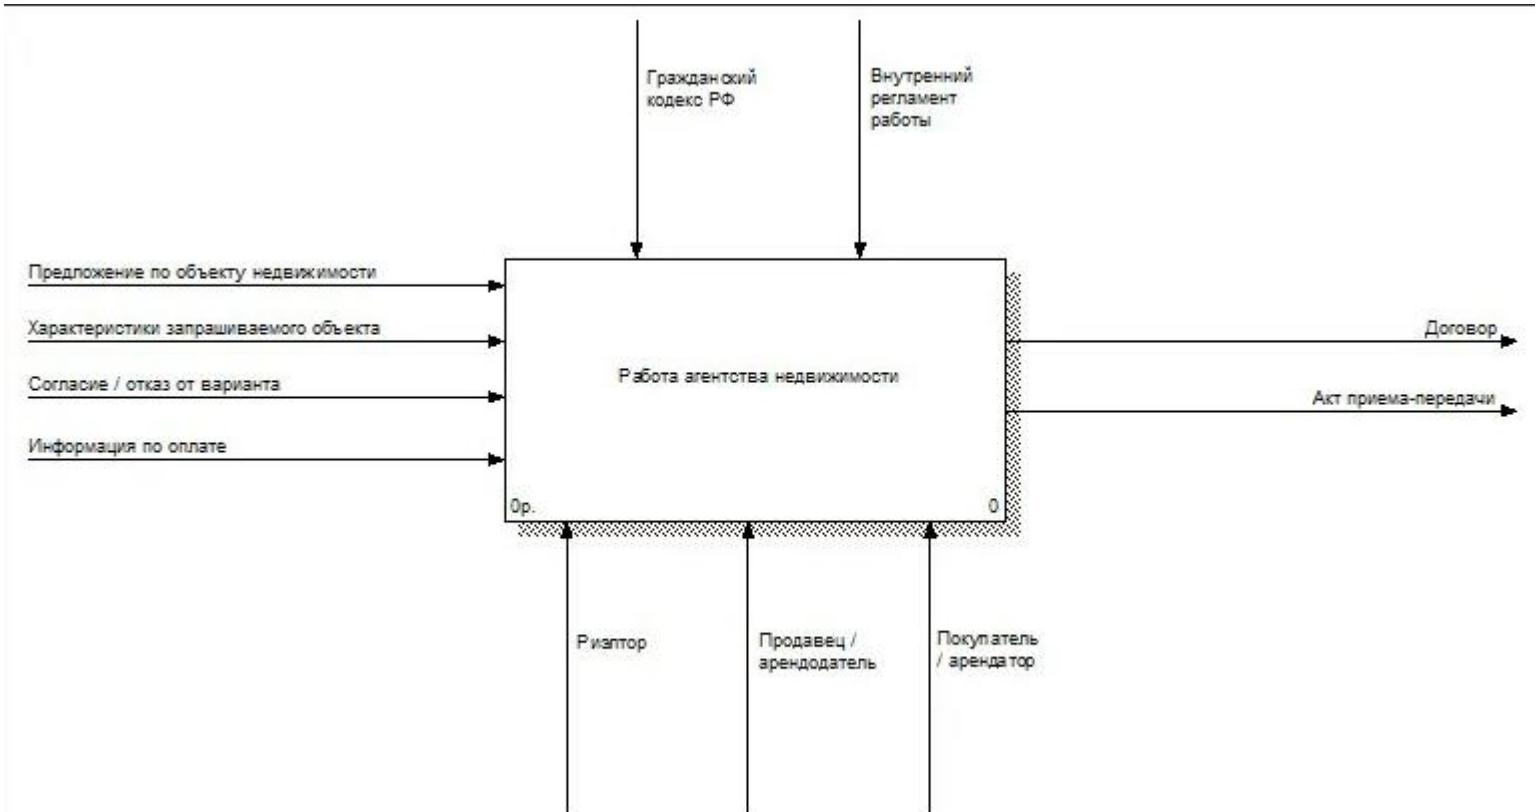 Гражданский
кодекс РФ
Внутренний
регламент
работы
Предложение по объекту недвижимости
Характеристики запрашиваемого объекта
Согласие / отказ от варианта
Информация по оплате
Работа агентства недвижимости
0р.
0
Договор
Акт приема-передачи
Риэлтор
Продавец /
арендодатель
Покупатель
/ арендатор